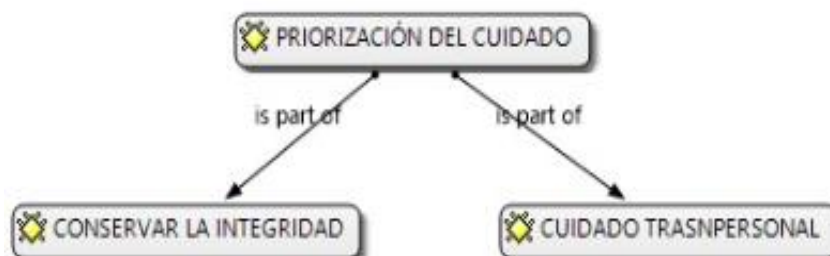 PRIORIZACIÓN DEL CUIDADO
is part of
is part of
CONSERVAR LA INTEGRIDAD
CUIDADO TRASNPERSONAL